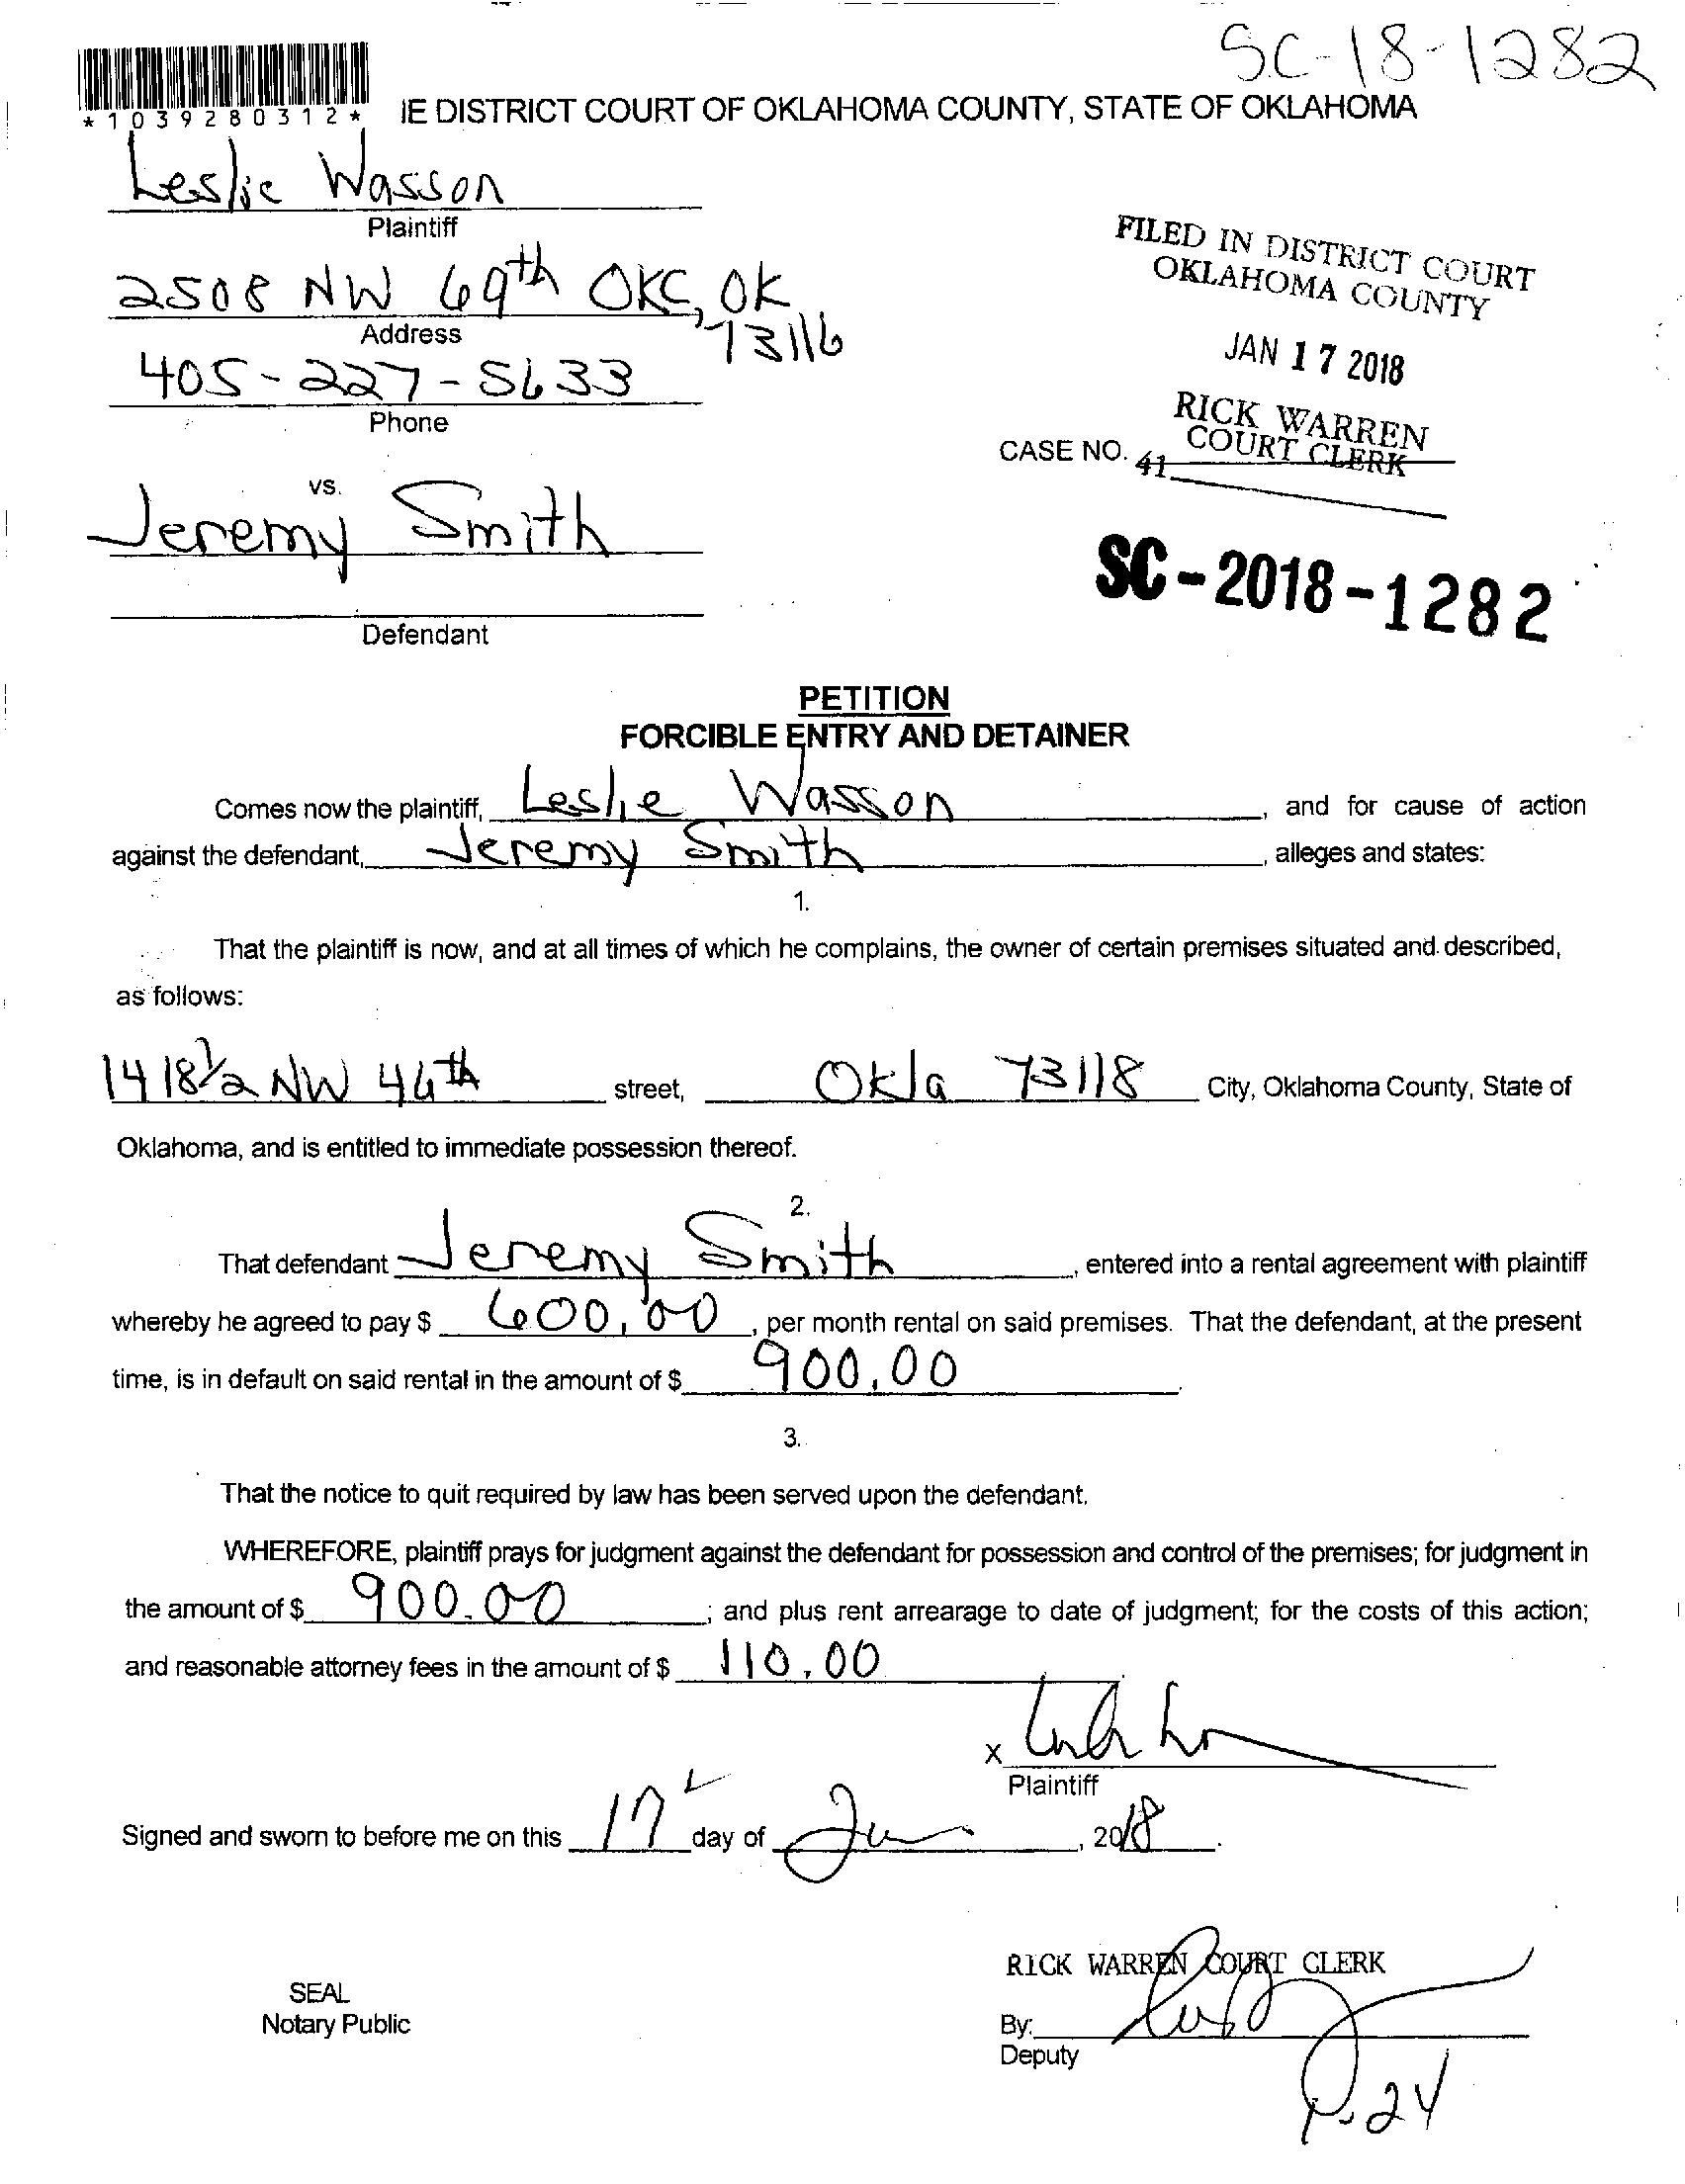 SC-18-1282
*1039280312*
IE DISTRICT COURT OF OKLAHOMA COUNTY, STATE OF OKLAHOMA
Leslie Wasson
Plaintiff
2508 NW 69th OKC, OK
73116
Address
405-227-5633
Phone
FILED IN DISTRICT COURT
OKLAHOMA COUNTY
JAN 17 2018
RICK WARREN
COURT CLERK
CASE NO. 41
vs.
Jeremy Smith
Defendant
SC-2018-1282
PETITION
FORCIBLE ENTRY AND DETAINER
Comes now the plaintiff, Leslie Wasson, and for cause of action
against the defendant, Jeremy Smith, alleges and states:
1.
That the plaintiff is now, and at all times of which he complains, the owner of certain premises situated and described,
as follows:
1418 1/2 NW 46th street, Okla 73118 City, Oklahoma County, State of
Oklahoma, and is entitled to immediate possession thereof.
2.
That defendant Jeremy Smith, entered into a rental agreement with plaintiff
whereby he agreed to pay $ 600.00, per month rental on said premises. That the defendant, at the present
time, is in default on said rental in the amount of $ 900.00.
3.
That the notice to quit required by law has been served upon the defendant.
WHEREFORE, plaintiff prays for judgment against the defendant for possession and control of the premises; for judgment in
the amount of $ 900.00; and plus rent arrearage to date of judgment; for the costs of this action;
and reasonable attorney fees in the amount of $ 110.00
x
Plaintiff
Signed and sworn to before me on this 17 day of Jan, 2018.
RICK WARREN COURT CLERK
SEAL
Notary Public
By:
Deputy
24